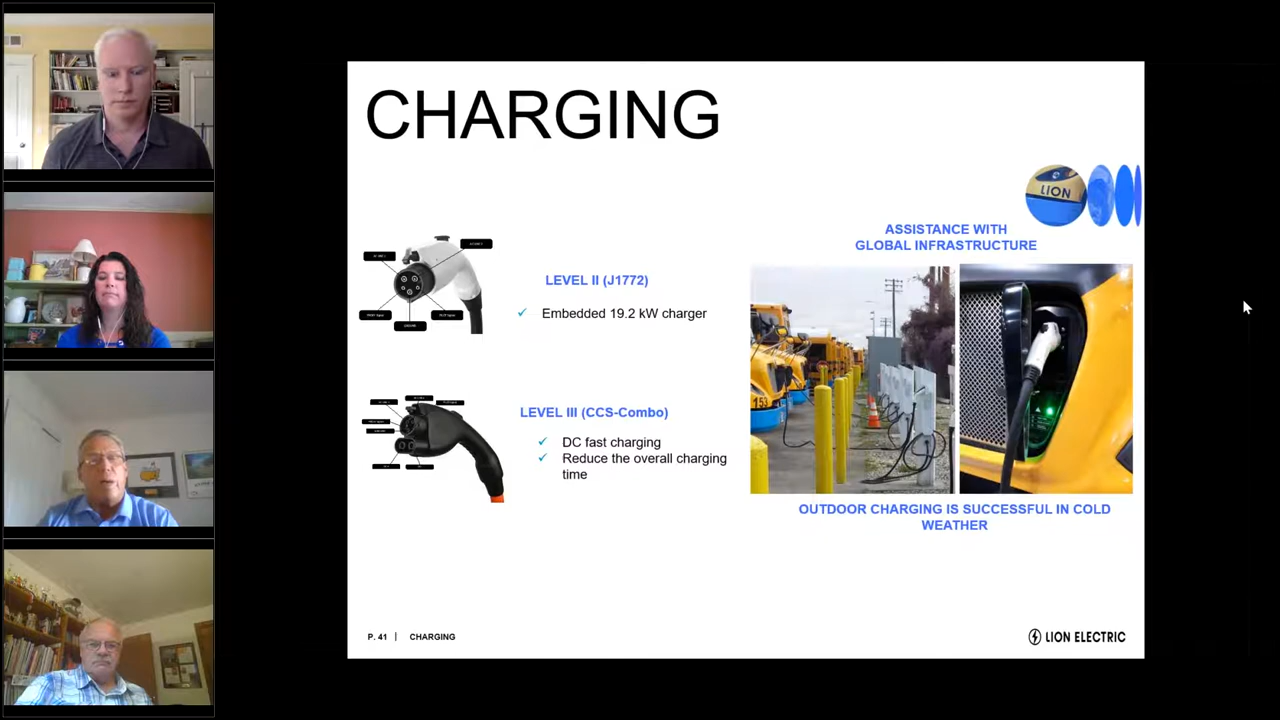 CHARGING
LION
ASSISTANCE WITH
GLOBAL INFRASTRUCTURE
LEVEL II (J1772)
✓ Embedded 19.2 kW charger
LEVEL III (CCS-Combo)
✓ DC fast charging
✓ Reduce the overall charging
time
153
OUTDOOR CHARGING IS SUCCESSFUL IN COLD
WEATHER
P. 41 | CHARGING
LION ELECTRIC